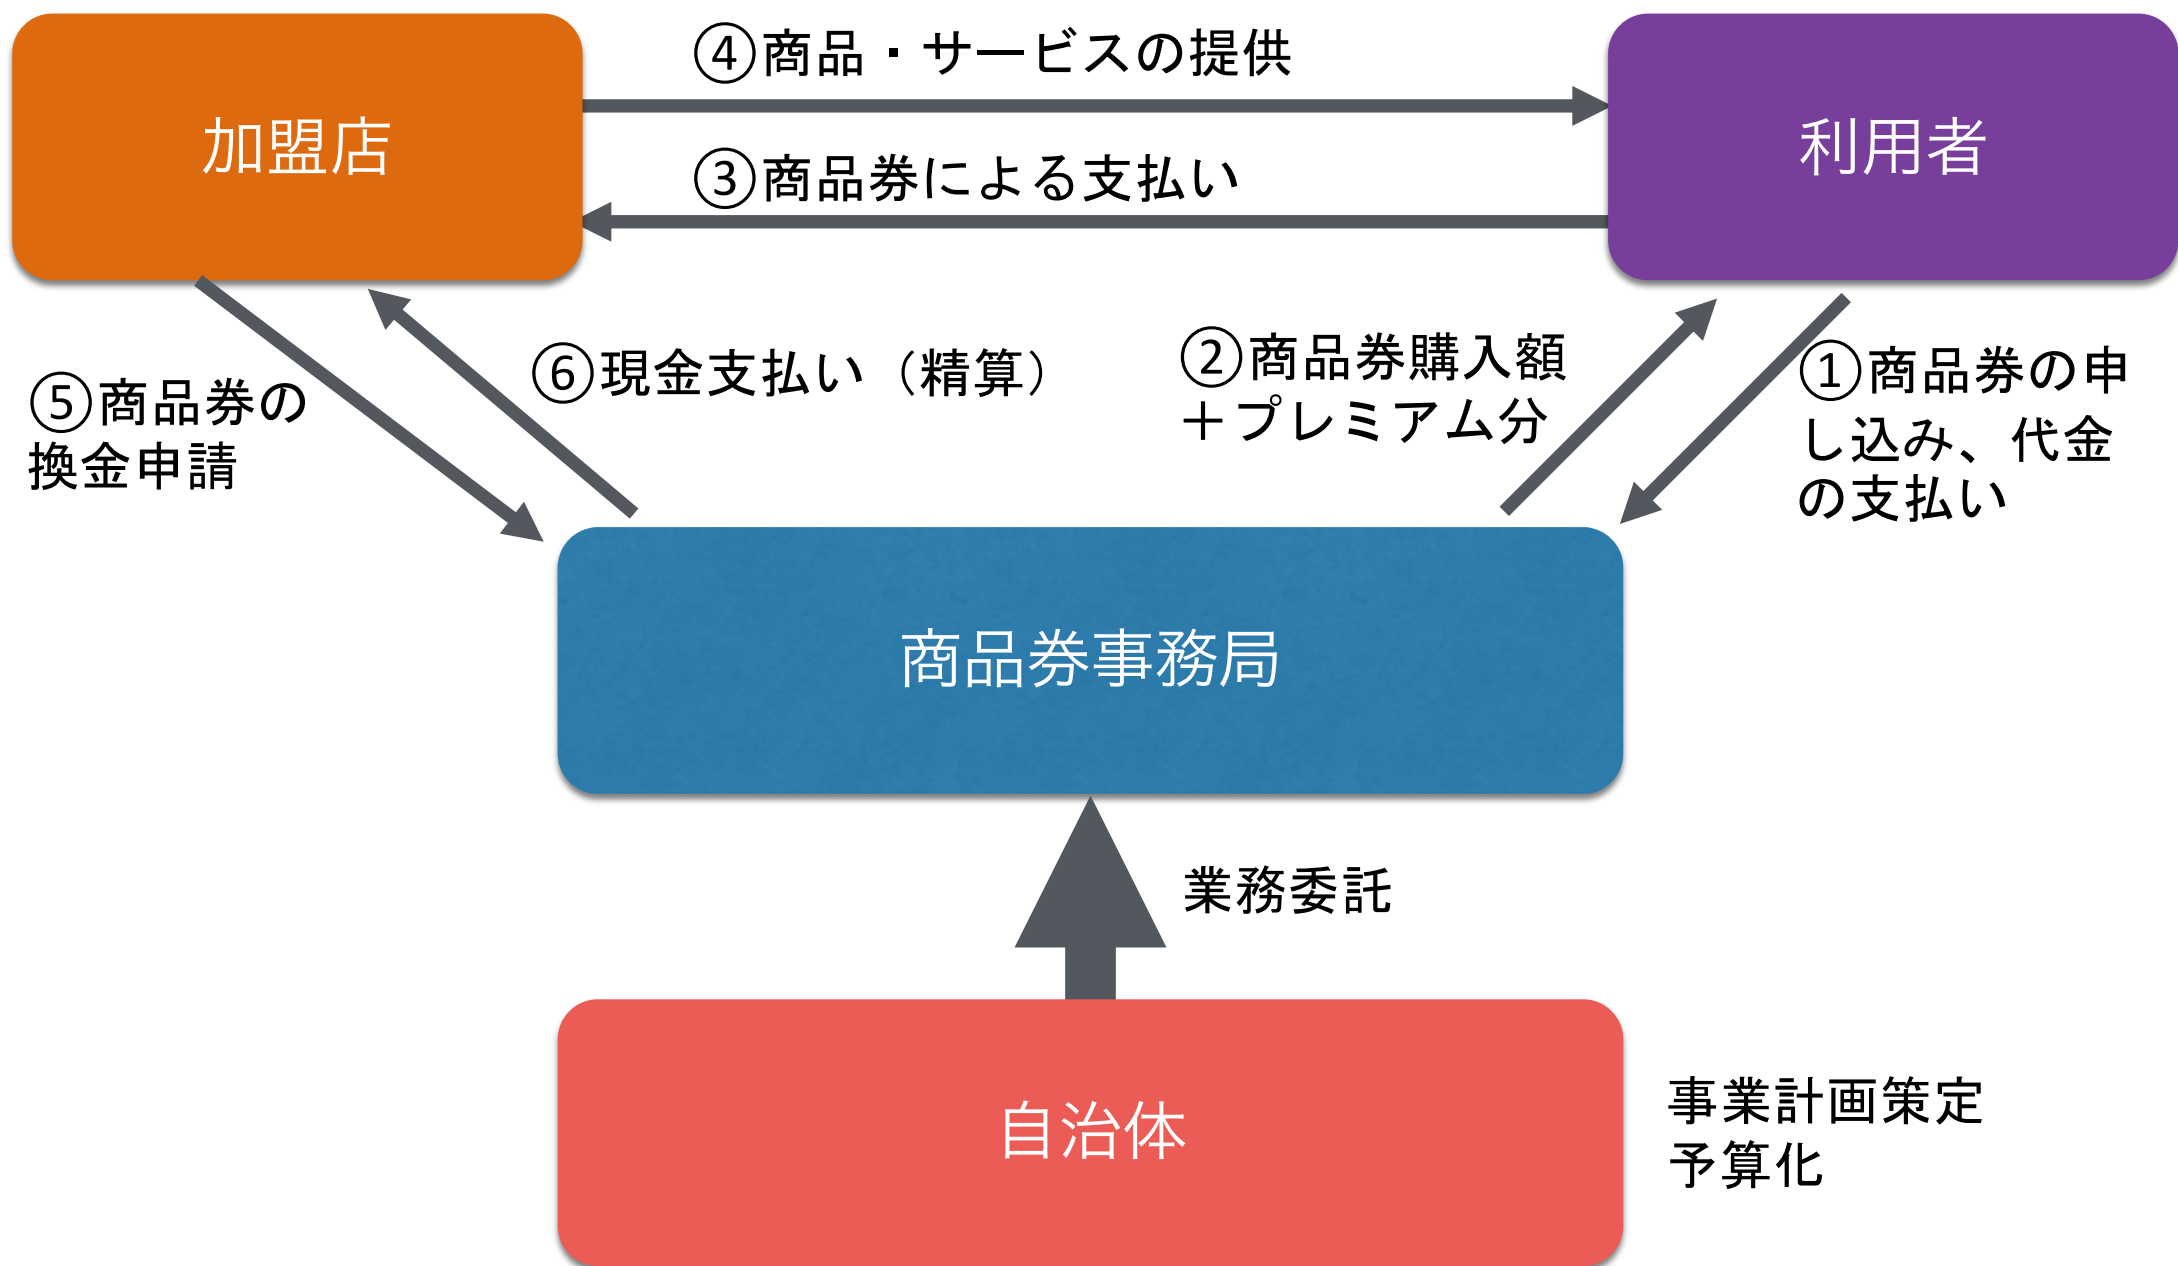 ④商品・サービスの提供
加盟店
利用者
③商品券による支払い
②商品券購入額
＋プレミアム分
①商品券の申
し込み、代金
の支払い
⑥現金支払い（精算）
⑤商品券の
換金申請
商品券事務局
業務委託
自治体
事業計画策定
予算化